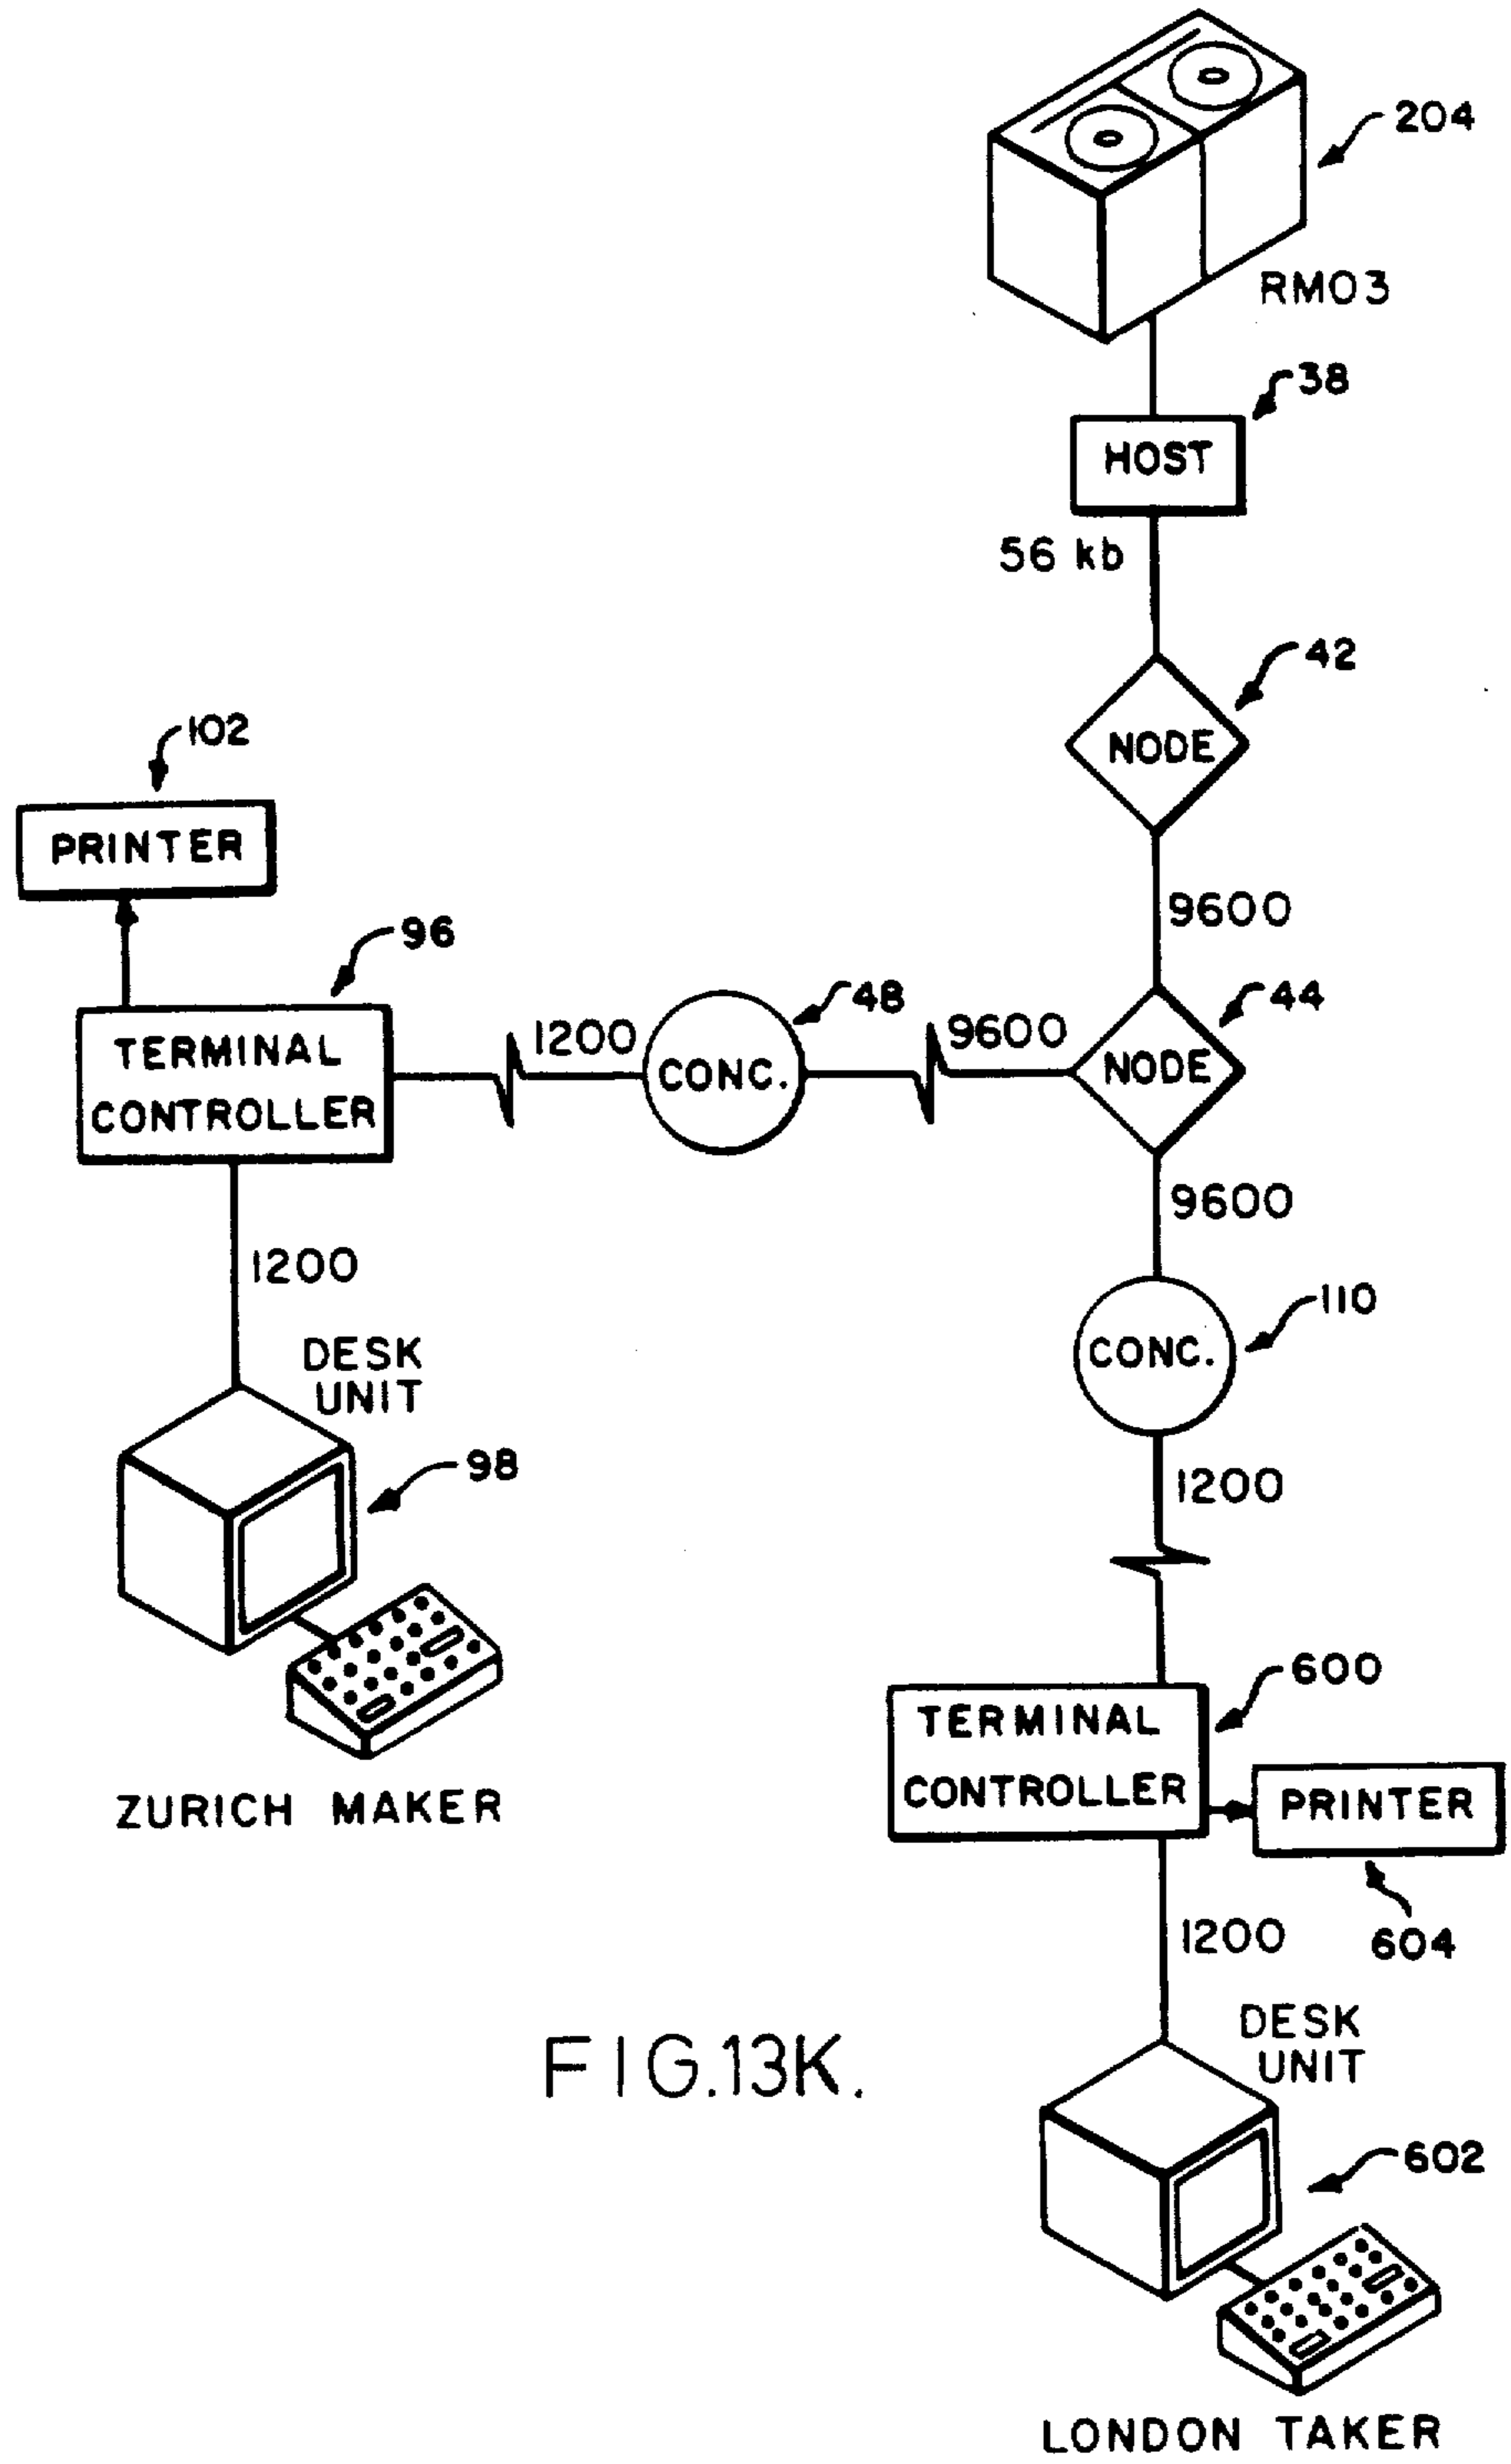 204
RM03
38
HOST
56 kb
42
NODE
102
PRINTER
9600
96
48
44
TERMINAL
CONTROLLER
1200
CONC.
9600
NODE
9600
1200
110
CONC.
DESK
UNIT
98
1200
ZURICH MAKER
600
TERMINAL
CONTROLLER
PRINTER
604
1200
DESK
UNIT
FIG.13K.
602
LONDON TAKER